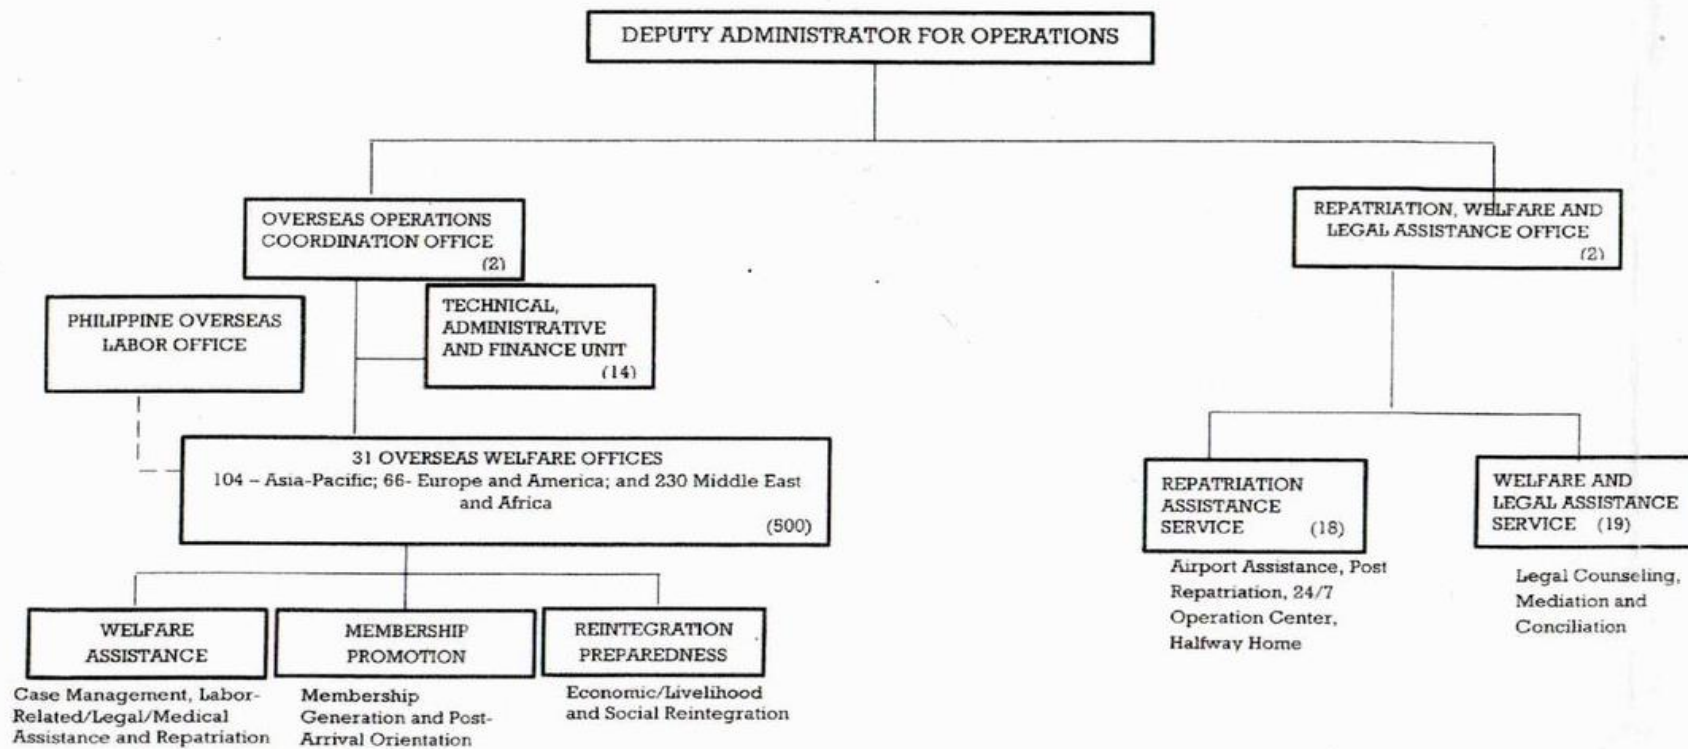 DEPUTY ADMINISTRATOR FOR OPERATIONS
OVERSEAS OPERATIONS
COORDINATION OFFICE
(2)
REPATRIATION, WELFARE AND
LEGAL ASSISTANCE OFFICE
(2)
PHILIPPINE OVERSEAS
LABOR OFFICE
TECHNICAL,
ADMINISTRATIVE
AND FINANCE UNIT
(14)
31 OVERSEAS WELFARE OFFICES
104 – Asia-Pacific; 66- Europe and America; and 230 Middle East
and Africa
(500)
REPATRIATION
ASSISTANCE
SERVICE (18)
Airport Assistance, Post
Repatriation, 24/7
Operation Center,
Halfway Home
WELFARE AND
LEGAL ASSISTANCE
SERVICE (19)
Legal Counseling,
Mediation and
Conciliation
WELFARE
ASSISTANCE
Case Management, Labor-
Related/Legal/Medical
Assistance and Repatriation
MEMBERSHIP
PROMOTION
Membership
Generation and Post-
Arrival Orientation
REINTEGRATION
PREPAREDNESS
Economic/Livelihood
and Social Reintegration